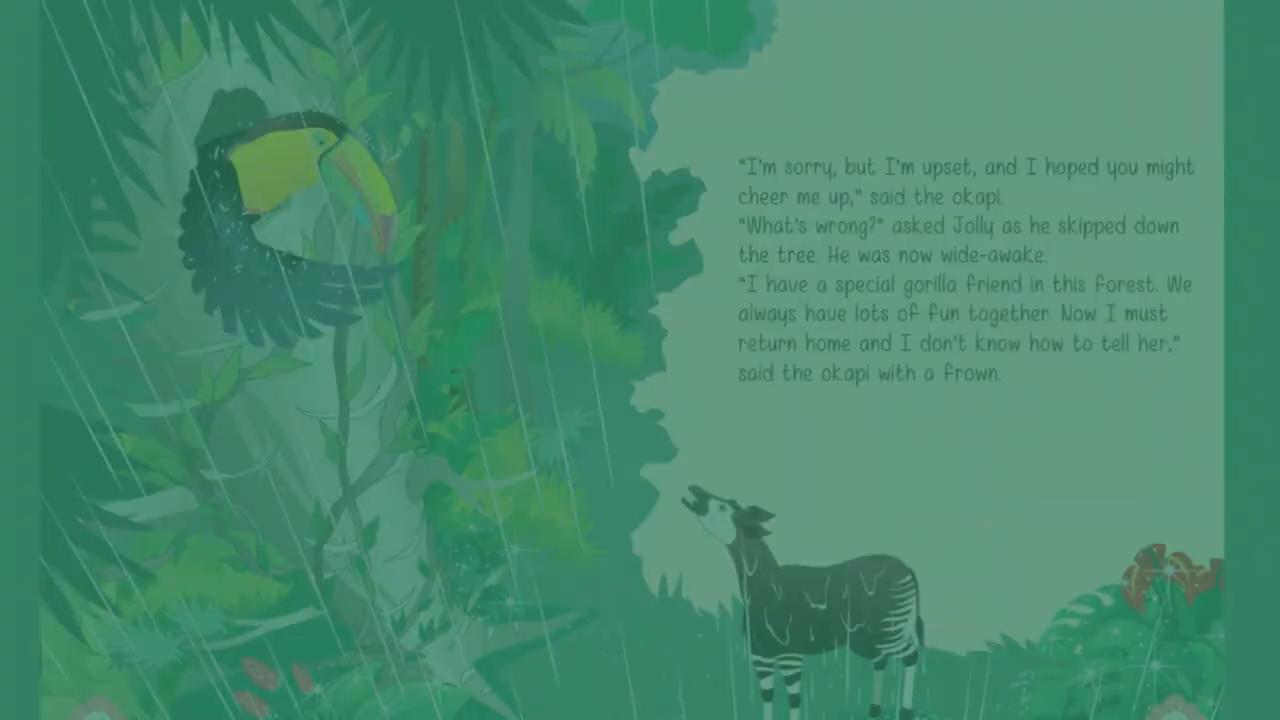 "I'm sorry, but I'm upset, and I hoped you might
cheer me up," said the okapi.
"What's wrong?" asked Jolly as he skipped down
the tree. He was now wide-awake.
"I have a special gorilla friend in this forest. We
always have lots of fun together. Now I must
return home and I don't know how to tell her,"
said the okapi with a frown.